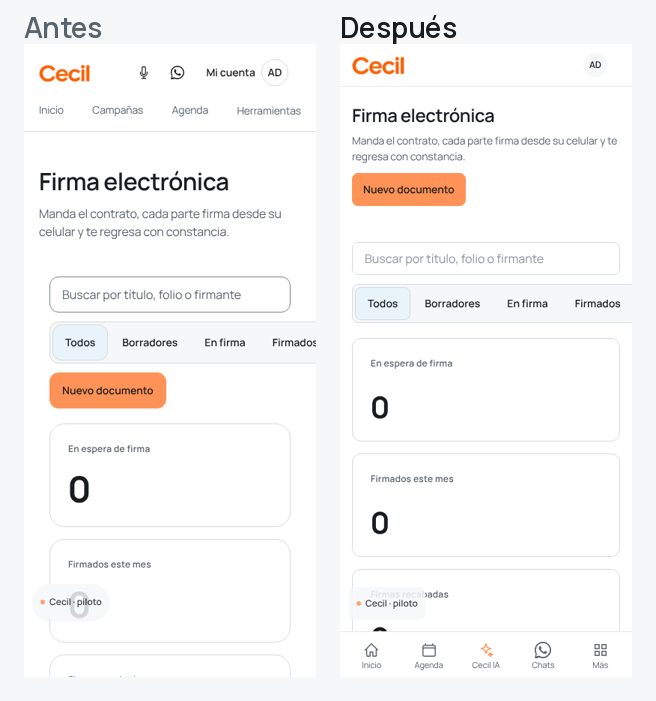 Antes
Cecil
Mi cuenta
AD
Inicio
Campañas
Agenda
Herramientas
Firma electrónica
Manda el contrato, cada parte firma desde su
celular y te regresa con constancia.
Buscar por título, folio o firmante
Todos
Borradores
En firma
Firmados
Nuevo documento
En espera de firma
0
Firmados este mes
0
Cecil · piloto
Después
Cecil
AD
Firma electrónica
Manda el contrato, cada parte firma desde su celular y te
regresa con constancia.
Nuevo documento
Buscar por título, folio o firmante
Todos
Borradores
En firma
Firmados
En espera de firma
0
Firmados este mes
0
Firmas recabadas
Cecil · piloto
Inicio
Agenda
Cecil IA
Chats
Más